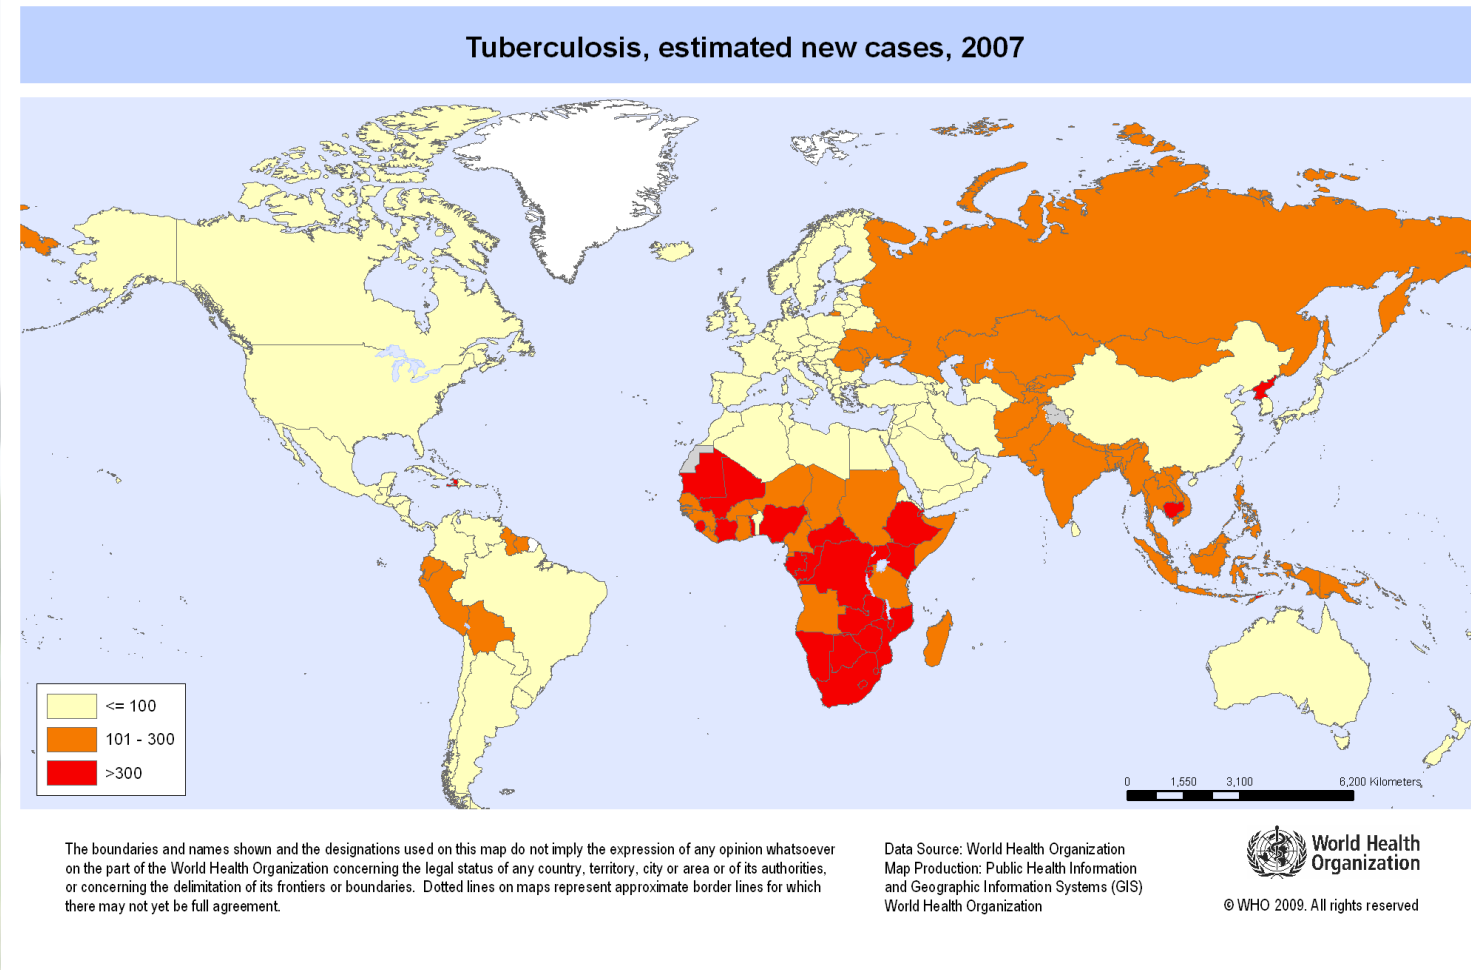 Tuberculosis, estimated new cases, 2007
<= 100
101 - 300
>300
0 1,550 3,100 6,200 Kilometers
The boundaries and names shown and the designations used on this map do not imply the expression of any opinion whatsoever
on the part of the World Health Organization concerning the legal status of any country, territory, city or area or of its authorities,
or concerning the delimitation of its frontiers or boundaries.  Dotted lines on maps represent approximate border lines for which
there may not yet be full agreement.
Data Source: World Health Organization
Map Production: Public Health Information
and Geographic Information Systems (GIS)
World Health Organization
World Health
Organization
© WHO 2009. All rights reserved